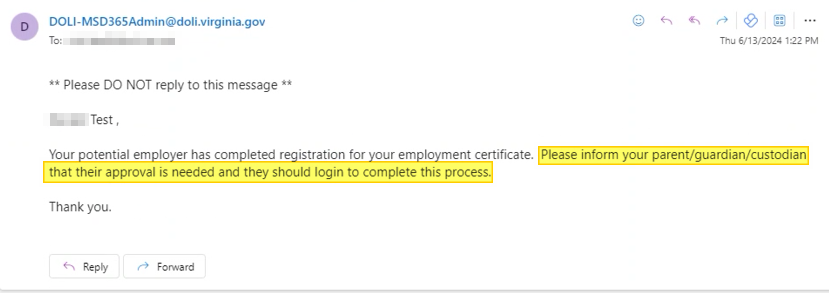 D
DOLI-MSD365Admin@doli.virginia.gov
To:
Thu 6/13/2024 1:22 PM
** Please DO NOT reply to this message **
Test ,
Your potential employer has completed registration for your employment certificate. Please inform your parent/guardian/custodian
that their approval is needed and they should login to complete this process.
Thank you.
Reply
Forward